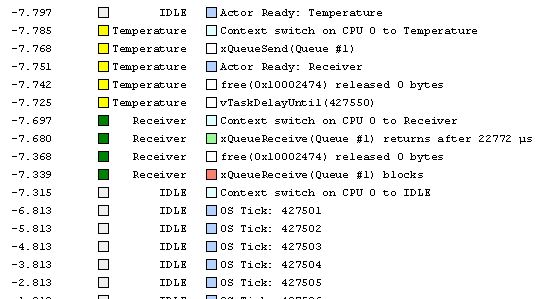 -7.797 IDLE Actor Ready: Temperature
-7.785 Temperature Context switch on CPU 0 to Temperature
-7.768 Temperature xQueueSend(Queue #1)
-7.751 Temperature Actor Ready: Receiver
-7.742 Temperature free(0x10002474) released 0 bytes
-7.725 Temperature vTaskDelayUntil(427550)
-7.697 Receiver Context switch on CPU 0 to Receiver
-7.680 Receiver xQueueReceive(Queue #1) returns after 22772 µs
-7.368 Receiver free(0x10002474) released 0 bytes
-7.339 Receiver xQueueReceive(Queue #1) blocks
-7.315 IDLE Context switch on CPU 0 to IDLE
-6.813 IDLE OS Tick: 427501
-5.813 IDLE OS Tick: 427502
-4.813 IDLE OS Tick: 427503
-3.813 IDLE OS Tick: 427504
-2.813 IDLE OS Tick: 427505